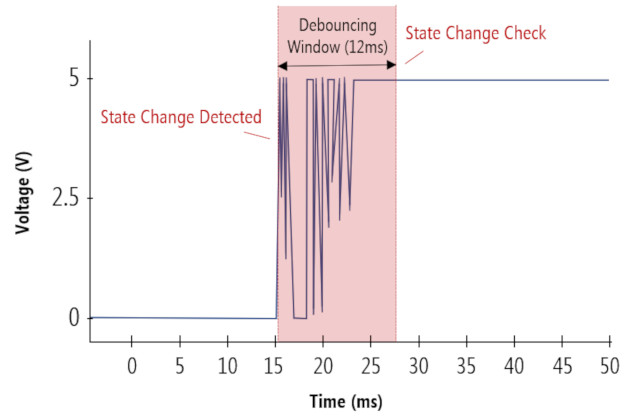 Debouncing
Window (12ms)
State Change Check
State Change Detected
Voltage (V)
5
2.5
0
0 5 10 15 20 25 30 35 40 45 50
Time (ms)